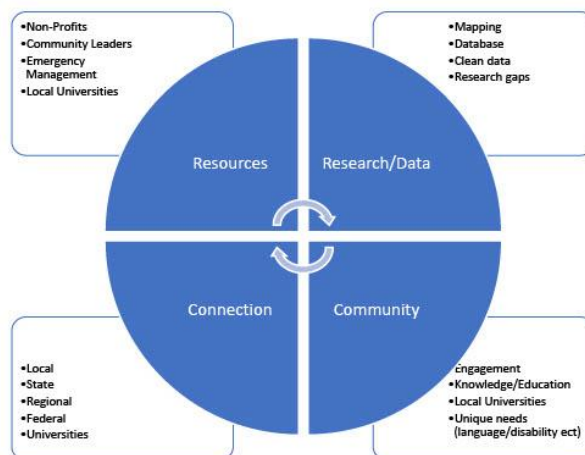 •Non-Profits
•Community Leaders
•Emergency
Management
•Local Universities
•Mapping
•Database
•Clean data
•Research gaps
Resources
Research/Data
Connection
Community
•Local
•State
•Regional
•Federal
•Universities
Engagement
•Knowledge/Education
•Local Universities
•Unique needs
(language/disability ect)